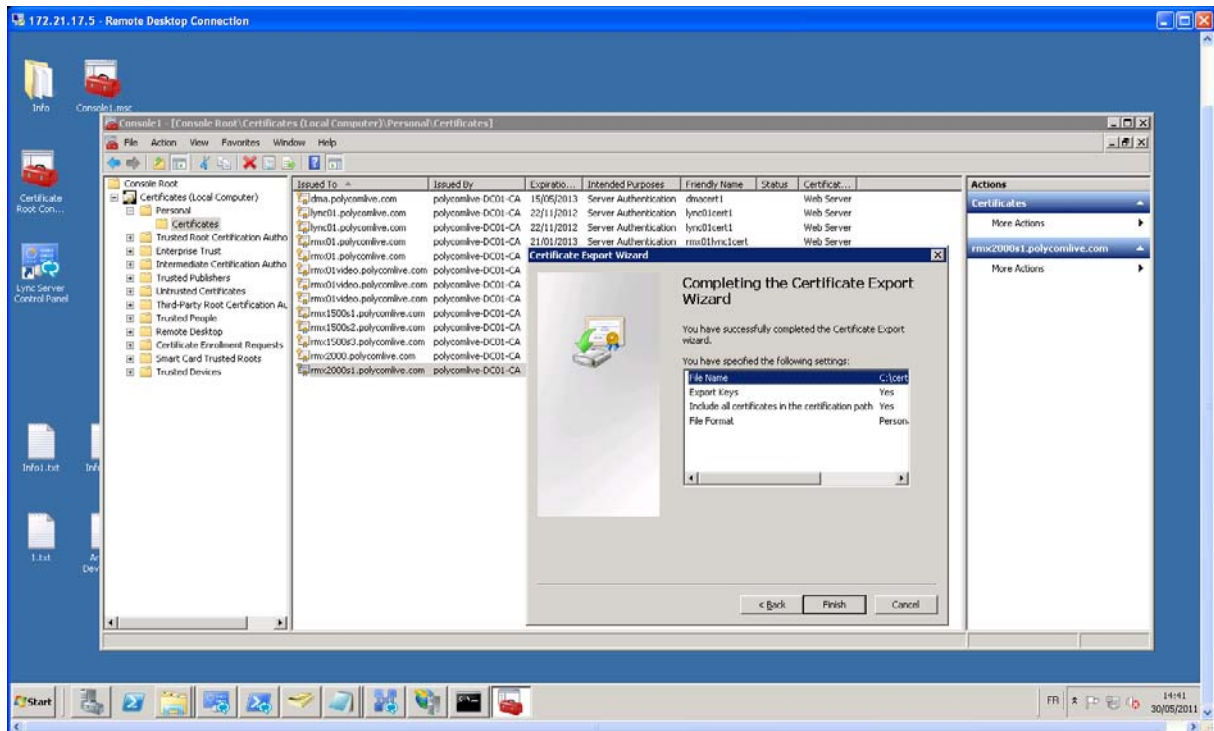 172.21.17.5 - Remote Desktop Connection
Info
Console1.msc
Certificate
Root Con...
Lync Server
Control Panel
Info1.txt
Inf
1.txt
Ar
Dev
Console1 - [Console Root\Certificates (Local Computer)\Personal\Certificates]
File Action View Favorites Window Help
Console Root
Certificates (Local Computer)
Personal
Certificates
Trusted Root Certification Autho
Enterprise Trust
Intermediate Certification Autho
Trusted Publishers
Untrusted Certificates
Third-Party Root Certification Au
Trusted People
Remote Desktop
Certificate Enrolment Requests
Smart Card Trusted Roots
Trusted Devices
Issued To Issued By Expiratio... Intended Purposes Friendly Name Status Certificat...
dma.polycomlive.com polycomlive-DC01-CA 15/05/2013 Server Authentication dmacert1 Web Server
lync01.polycomlive.com polycomlive-DC01-CA 22/11/2012 Server Authentication lync01cert1 Web Server
lync01.polycomlive.com polycomlive-DC01-CA 22/11/2012 Server Authentication lync01cert1 Web Server
rmx01.polycomlive.com polycomlive-DC01-CA 21/01/2013 Server Authentication rmx01lync1cert Web Server
rmx01.polycomlive.com polycomlive-DC01-CA
rmx01video.polycomlive.com polycomlive-DC01-CA
rmx01video.polycomlive.com polycomlive-DC01-CA
rmx01video.polycomlive.com polycomlive-DC01-CA
rmx1500s1.polycomlive.com polycomlive-DC01-CA
rmx1500s2.polycomlive.com polycomlive-DC01-CA
rmx1500s3.polycomlive.com polycomlive-DC01-CA
rmx2000.polycomlive.com polycomlive-DC01-CA
rmx2000s1.polycomlive.com polycomlive-DC01-CA
Certificate Export Wizard
Completing the Certificate Export
Wizard
You have successfully completed the Certificate Export
wizard.
You have specified the following settings:
File Name C:\cert
Export Keys Yes
Include all certificates in the certification path Yes
File Format Person
< Back Finish Cancel
Actions
Certificates
More Actions
rmx2000s1.polycomlive.com
More Actions
Start
FR
14:41
30/05/2011